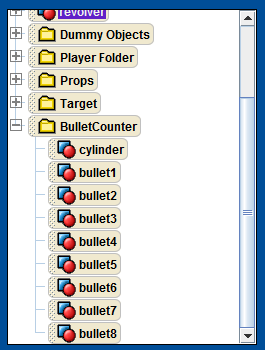 revolver
Dummy Objects
Player Folder
Props
Target
BulletCounter
cylinder
bullet1
bullet2
bullet3
bullet4
bullet5
bullet6
bullet7
bullet8